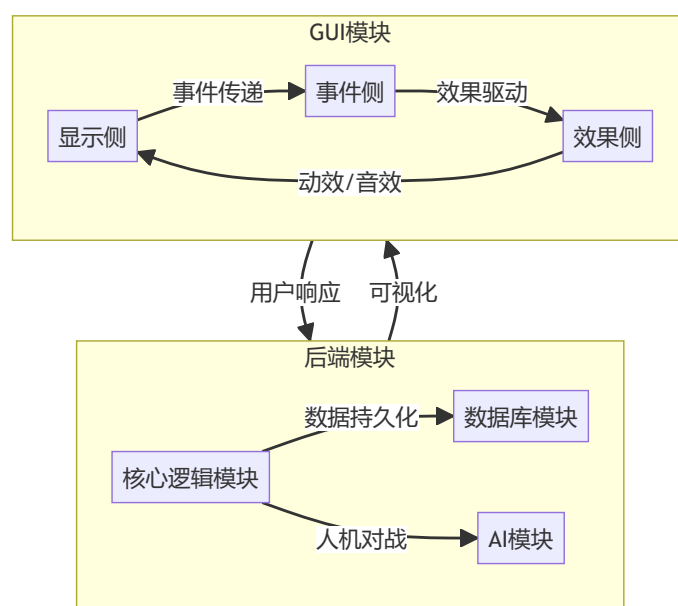 GUI模块
事件传递
事件侧
效果驱动
显示侧
效果侧
动效/音效
用户响应
可视化
后端模块
数据持久化
数据库模块
核心逻辑模块
人机对战
AI模块